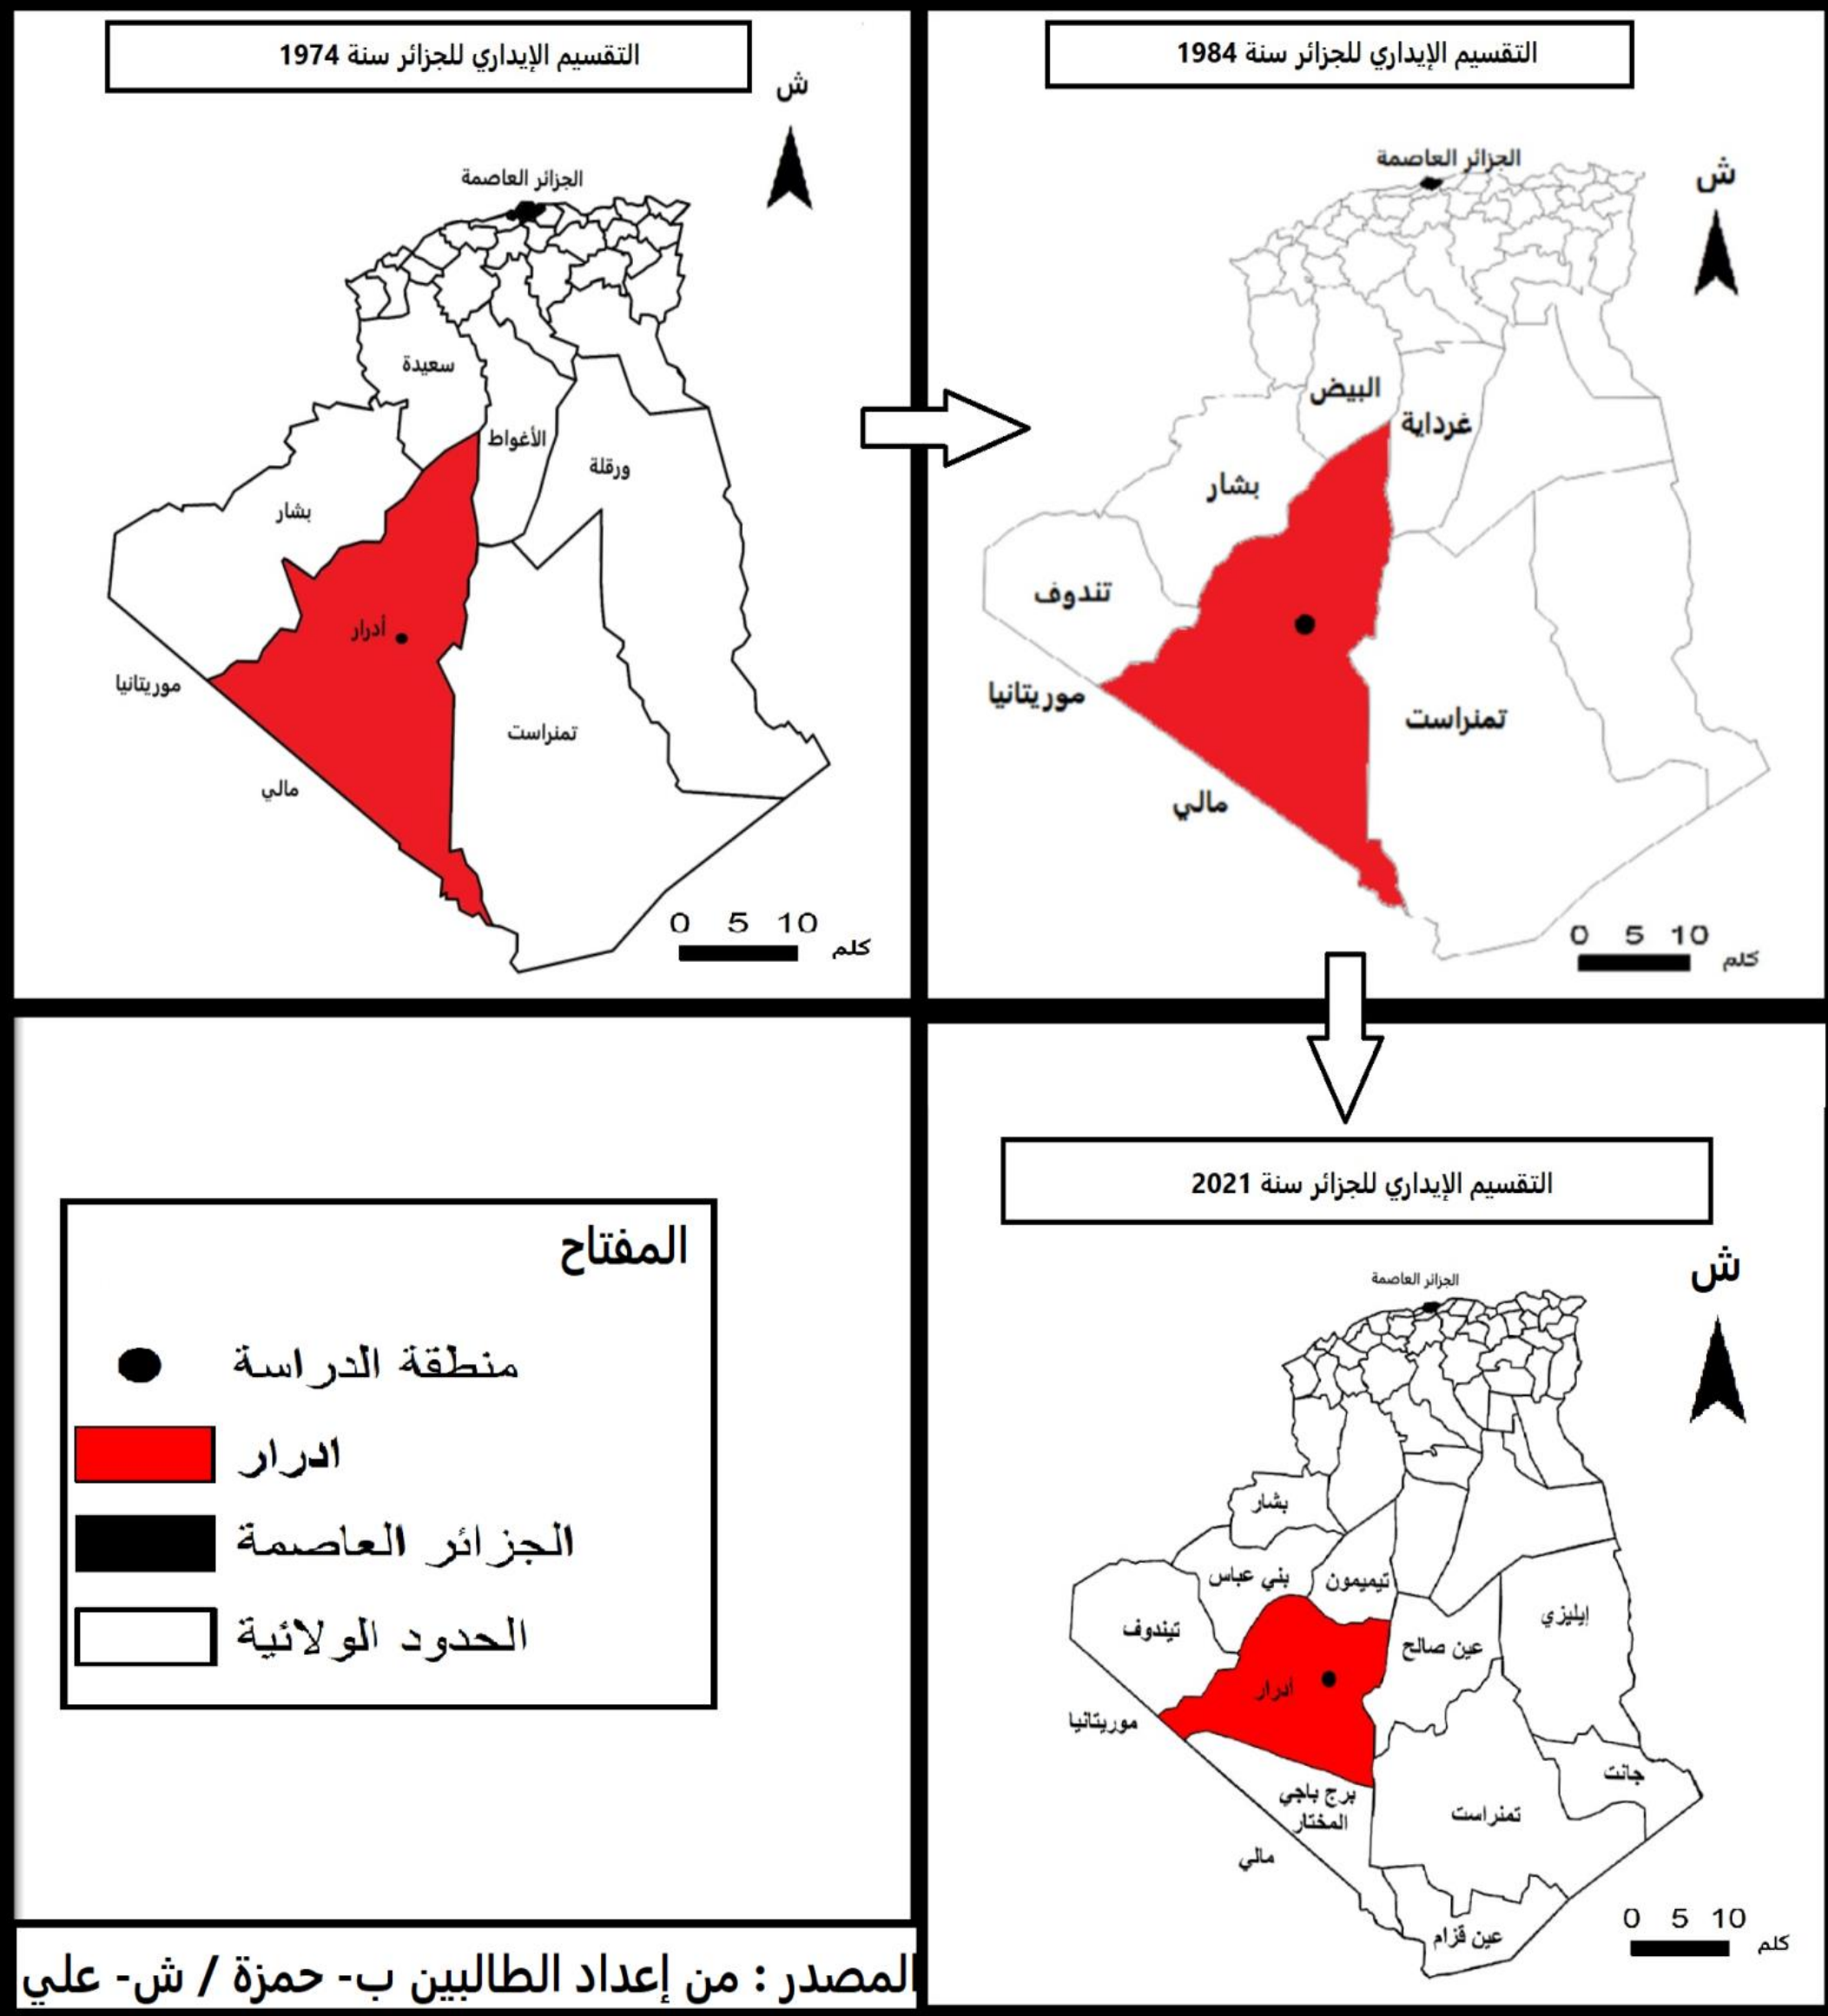 التقسيم الإيداري للجزائر سنة 1974
ش
الجزائر العاصمة
سعيدة
الأغواط
ورقلة
بشار
أدرار
موريتانيا
تمنراست
مالي
0 5 10
كلم
التقسيم الإيداري للجزائر سنة 1984
الجزائر العاصمة
ش
البيض
غرداية
بشار
تندوف
موريتانيا
تمنراست
مالي
0 5 10
كلم
التقسيم الإيداري للجزائر سنة 2021
ش
الجزائر العاصمة
بشار
بني عباس
تيميمون
إيليزي
تيندوف
عين صالح
أدرار
موريتانيا
جانت
برج باجي
المختار
تمنراست
مالي
عين قزام
0 5 10
كلم
المفتاح
منطقة الدراسة
ادرار
الجزائر العاصمة
الحدود الولائية
المصدر : من إعداد الطالبين ب- حمزة / ش- علي